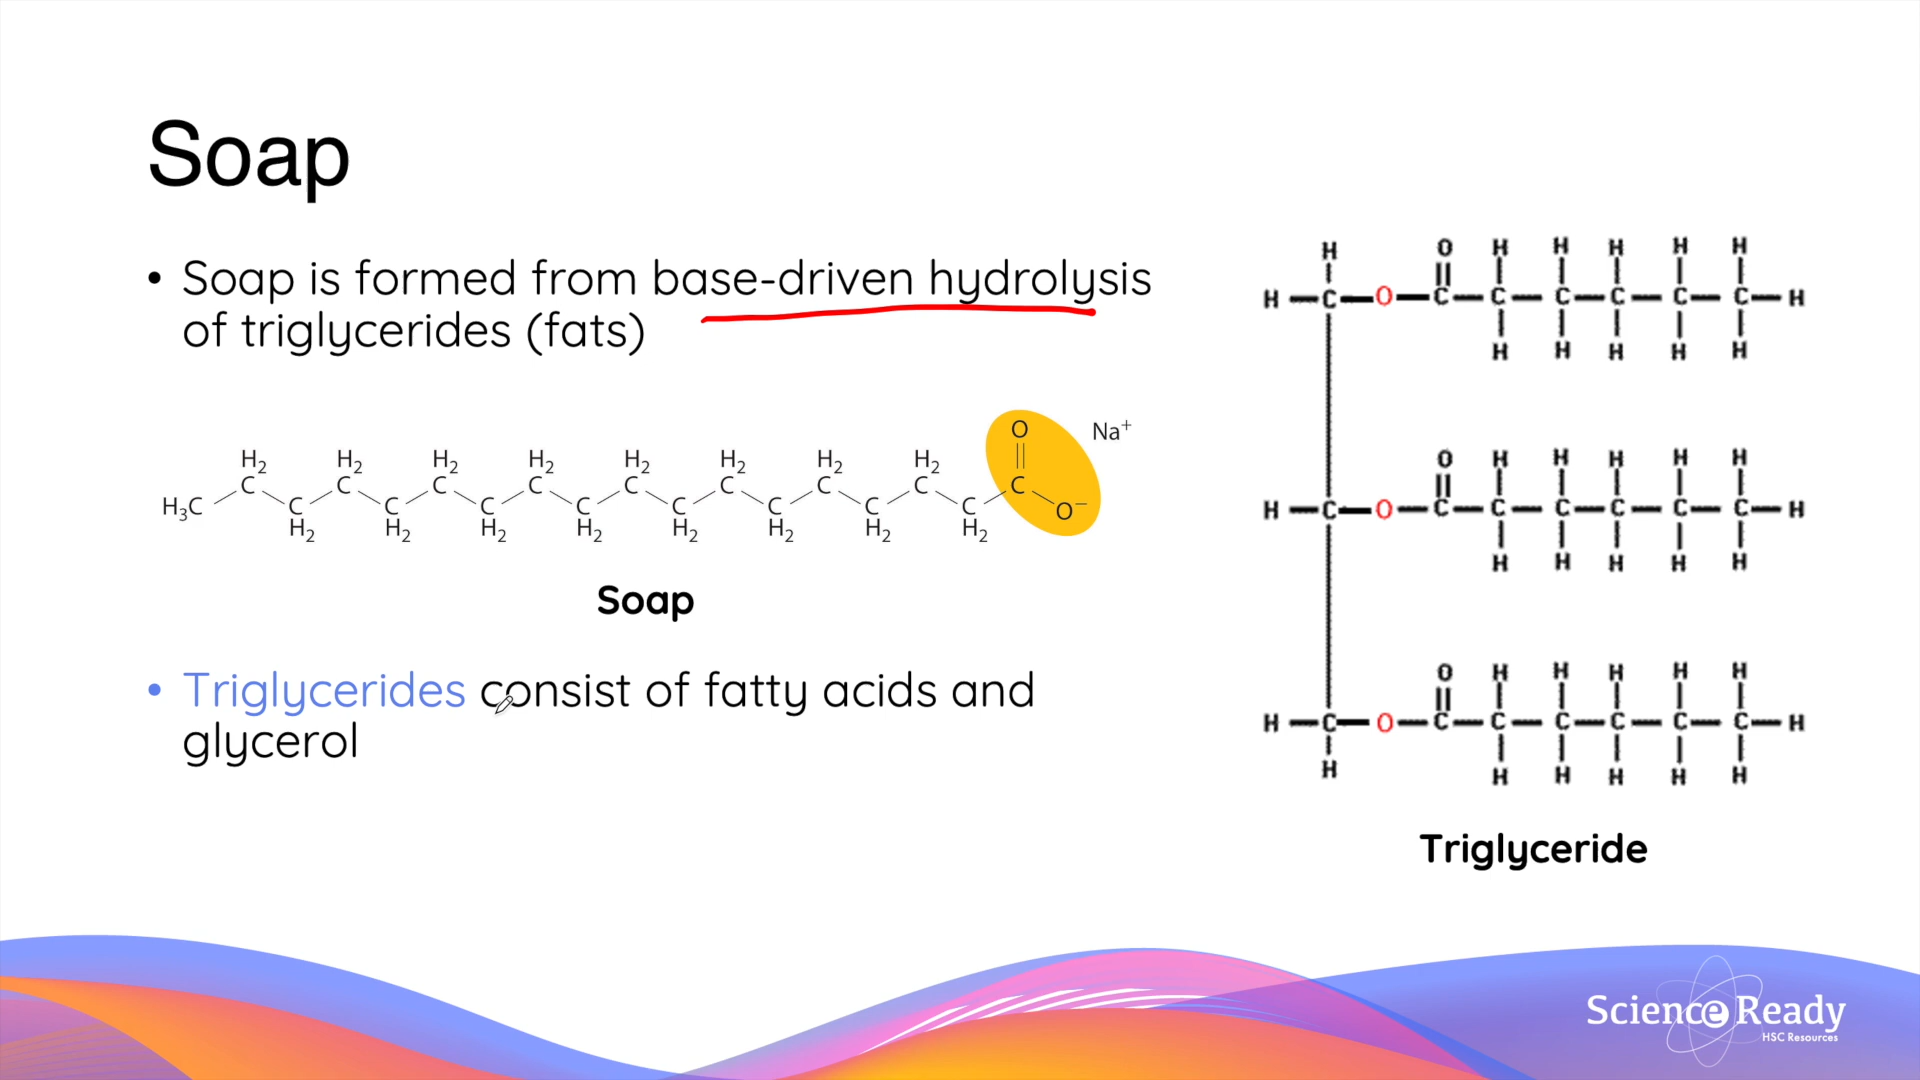 Soap
• Soap is formed from base-driven hydrolysis
of triglycerides (fats)
O
Na⁺
H₂ H₂ H₂ H₂ H₂ H₂ H₂ H₂
C C C C C C C C C
H₃C C C C C C C C C O⁻
H₂ H₂ H₂ H₂ H₂ H₂ H₂ H₂
Soap
• Triglycerides consist of fatty acids and
glycerol
H O H H H H H
H C O C C C C C C H
H H H H H
O H H H H H
H C O C C C C C C H
H H H H H
O H H H H H
H C O C C C C C C H
H H H H H H
Triglyceride
Science Ready
HSC Resources